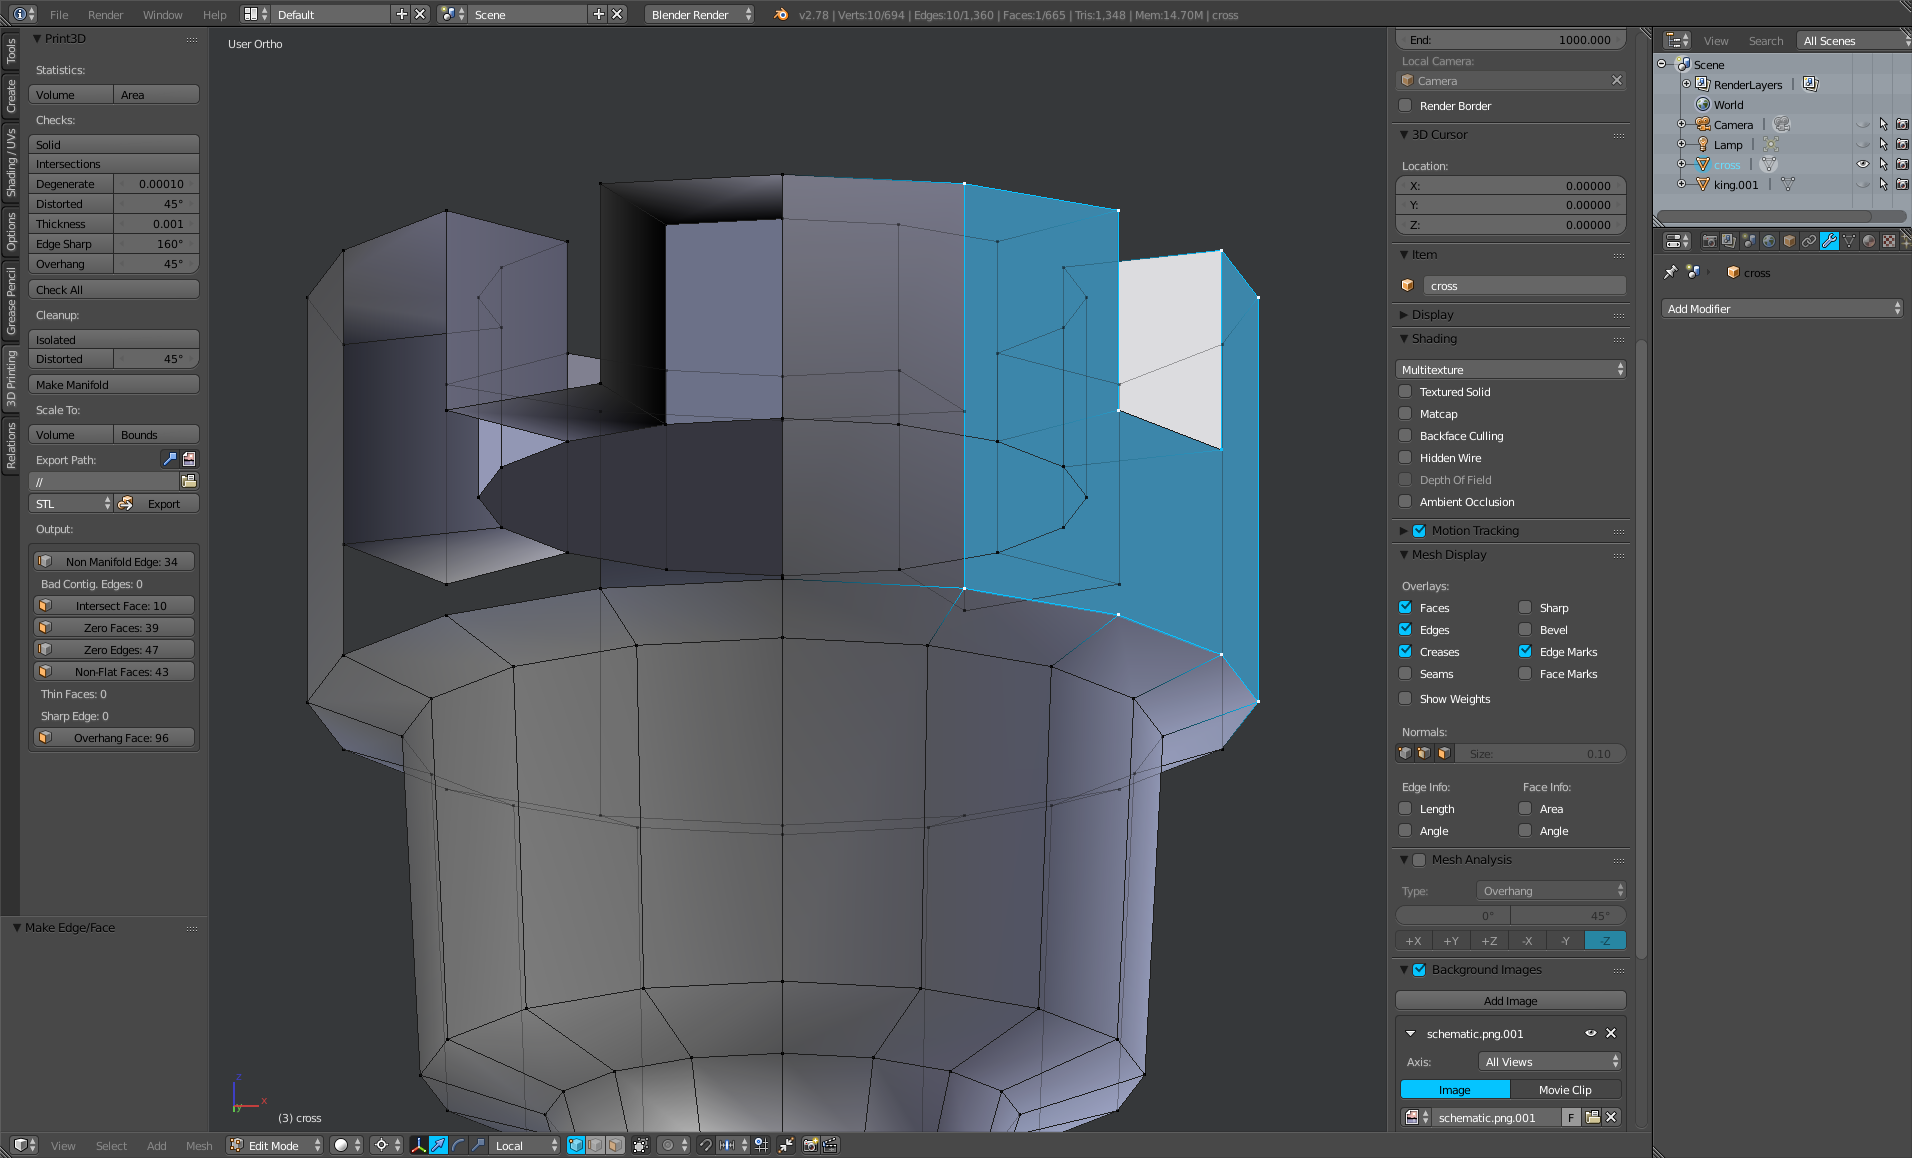 File Render Window Help Default Scene Blender Render v2.78 | Verts:10/694 | Edges:10/1,360 | Faces:1/665 | Tris:1,348 | Mem:14.70M | cross
Tools
Create
Shading / UVs
Options
Grease Pencil
3D Printing
Relations
Print3D
Statistics:
Volume Area
Checks:
Solid
Intersections
Degenerate 0.00010
Distorted 45°
Thickness 0.001
Edge Sharp 160°
Overhang 45°
Check All
Cleanup:
Isolated
Distorted 45°
Make Manifold
Scale To:
Volume Bounds
Export Path:
//
STL Export
Output:
Non Manifold Edge: 34
Bad Contig. Edges: 0
Intersect Face: 10
Zero Faces: 39
Zero Edges: 47
Non-Flat Faces: 43
Thin Faces: 0
Sharp Edge: 0
Overhang Face: 96
Make Edge/Face
User Ortho
z
y
x
(3) cross
View Select Add Mesh Edit Mode Local
End: 1000.000
Local Camera:
Camera
Render Border
3D Cursor
Location:
X: 0.00000
Y: 0.00000
Z: 0.00000
Item
cross
Display
Shading
Multitexture
Textured Solid
Matcap
Backface Culling
Hidden Wire
Depth Of Field
Ambient Occlusion
Motion Tracking
Mesh Display
Overlays:
Faces Sharp
Edges Bevel
Creases Edge Marks
Seams Face Marks
Show Weights
Normals:
Size: 0.10
Edge Info: Face Info:
Length Area
Angle Angle
Mesh Analysis
Type: Overhang
0° 45°
+X +Y +Z -X -Y -Z
Background Images
Add Image
schematic.png.001
Axis: All Views
Image Movie Clip
schematic.png.001 F
View Search All Scenes
Scene
RenderLayers |
World
Camera |
Lamp |
cross |
king.001 |
cross
Add Modifier